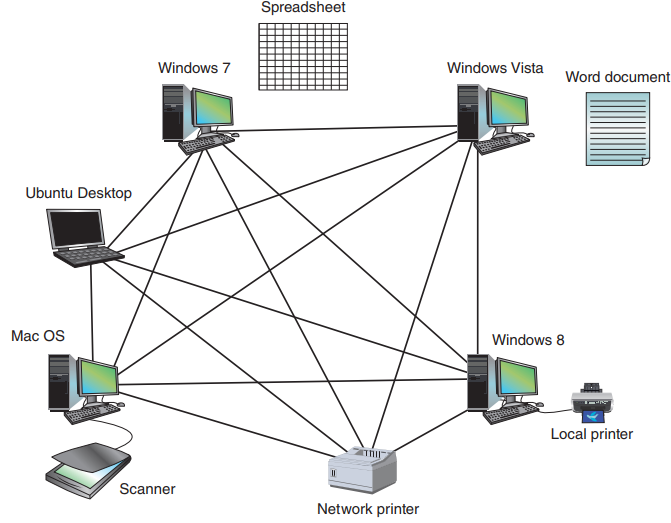 Spreadsheet
Windows 7
Windows Vista
Word document
Ubuntu Desktop
Mac OS
Windows 8
Local printer
Scanner
Network printer